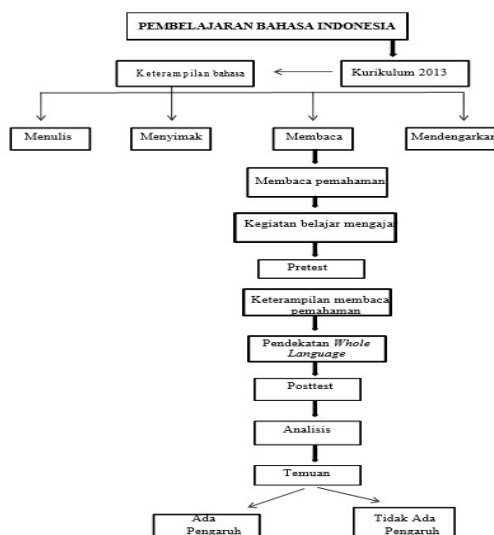 PEMBELAJARAN BAHASA INDONESIA
Keterampilan bahasa
Kurikulum 2013
Menulis
Menyimak
Membaca
Mendengarkan
Membaca pemahaman
Kegiatan belajar mengajar
Pretest
Keterampilan membaca
pemahaman
Pendekatan Whole
Language
Posttest
Analisis
Temuan
Ada
Pengaruh
Tidak Ada
Pengaruh